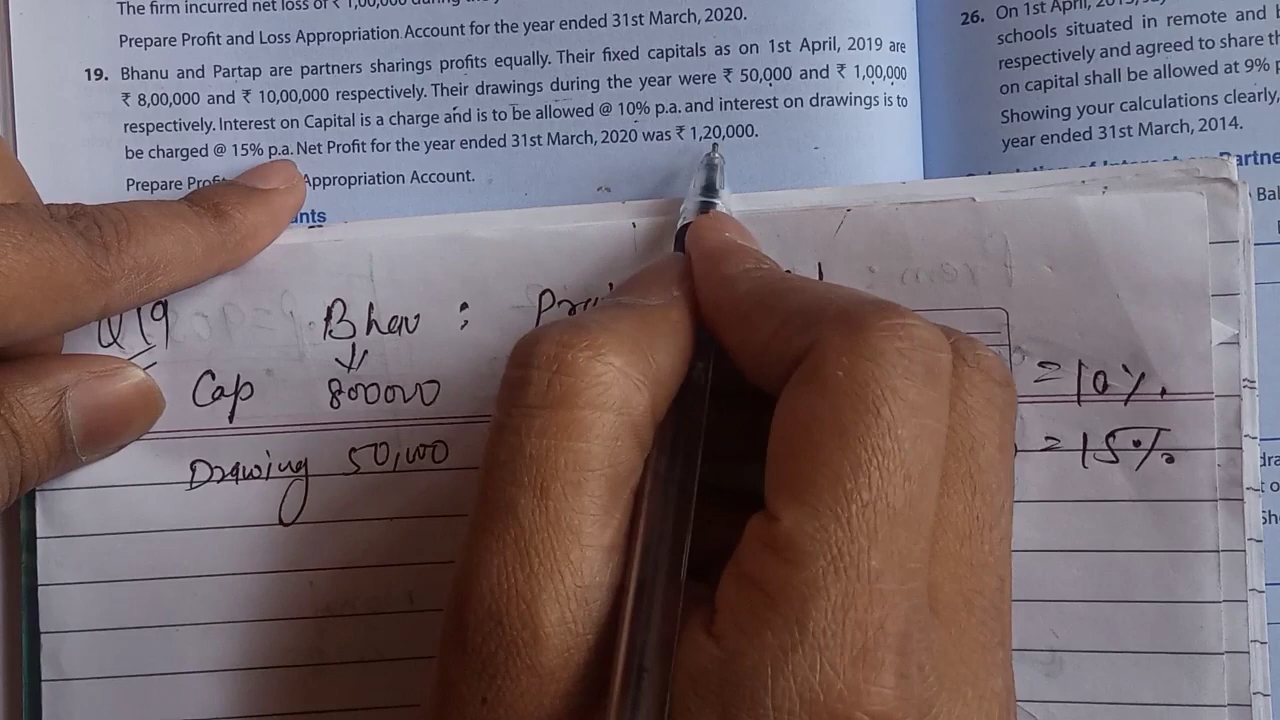 The firm incurred net loss of ₹ 1,00,000
Prepare Profit and Loss Appropriation Account for the year ended 31st March, 2020.
19. Bhanu and Partap are partners sharings profits equally. Their fixed capitals as on 1st April, 2019 are
₹ 8,00,000 and ₹ 10,00,000 respectively. Their drawings during the year were ₹ 50,000 and ₹ 1,00,000
respectively. Interest on Capital is a charge and is to be allowed @ 10% p.a. and interest on drawings is to
be charged @ 15% p.a. Net Profit for the year ended 31st March, 2020 was ₹ 1,20,000.
Prepare Appropriation Account.
26. On 1st April,
schools situated in remote and
respectively and agreed to share
on capital shall be allowed at 9%
Showing your calculations clearly,
year ended 31st March, 2014.
Q19 Bhav :
Cap 800000 = 10%.
Drawing 50,000 = 15%